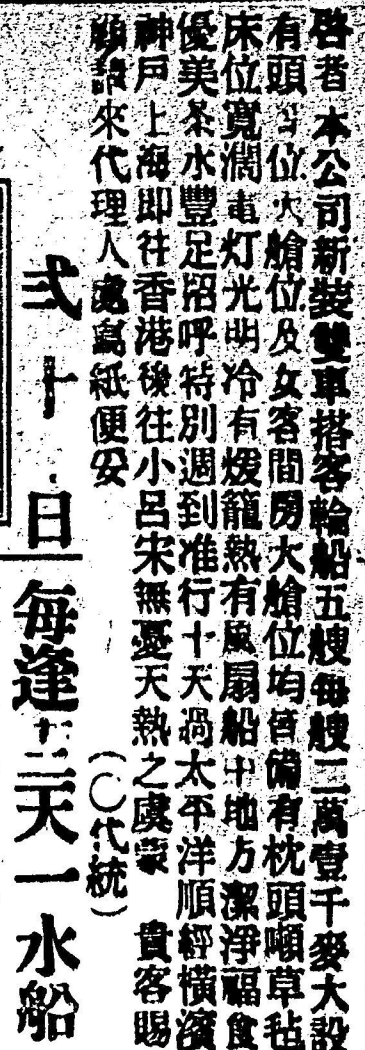 啓者 本公司新裝雙車搭客輪船五艘每艘二萬壹千麥大設
有頭等位大艙位及女客間房大艙位均皆備有枕頭噸草毡
床位寬濶電灯光明冷有煖籠熱有風扇船中地方潔淨福食
優美茶水豐足招呼特別週到准行十天過太平洋順經橫濱
神戶上海即往香港後往小呂宋無憂天熱之虞蒙 貴客賜
顧請來代理人處寫紙便安
(〇代統)
弍十日每逢十二天一水船